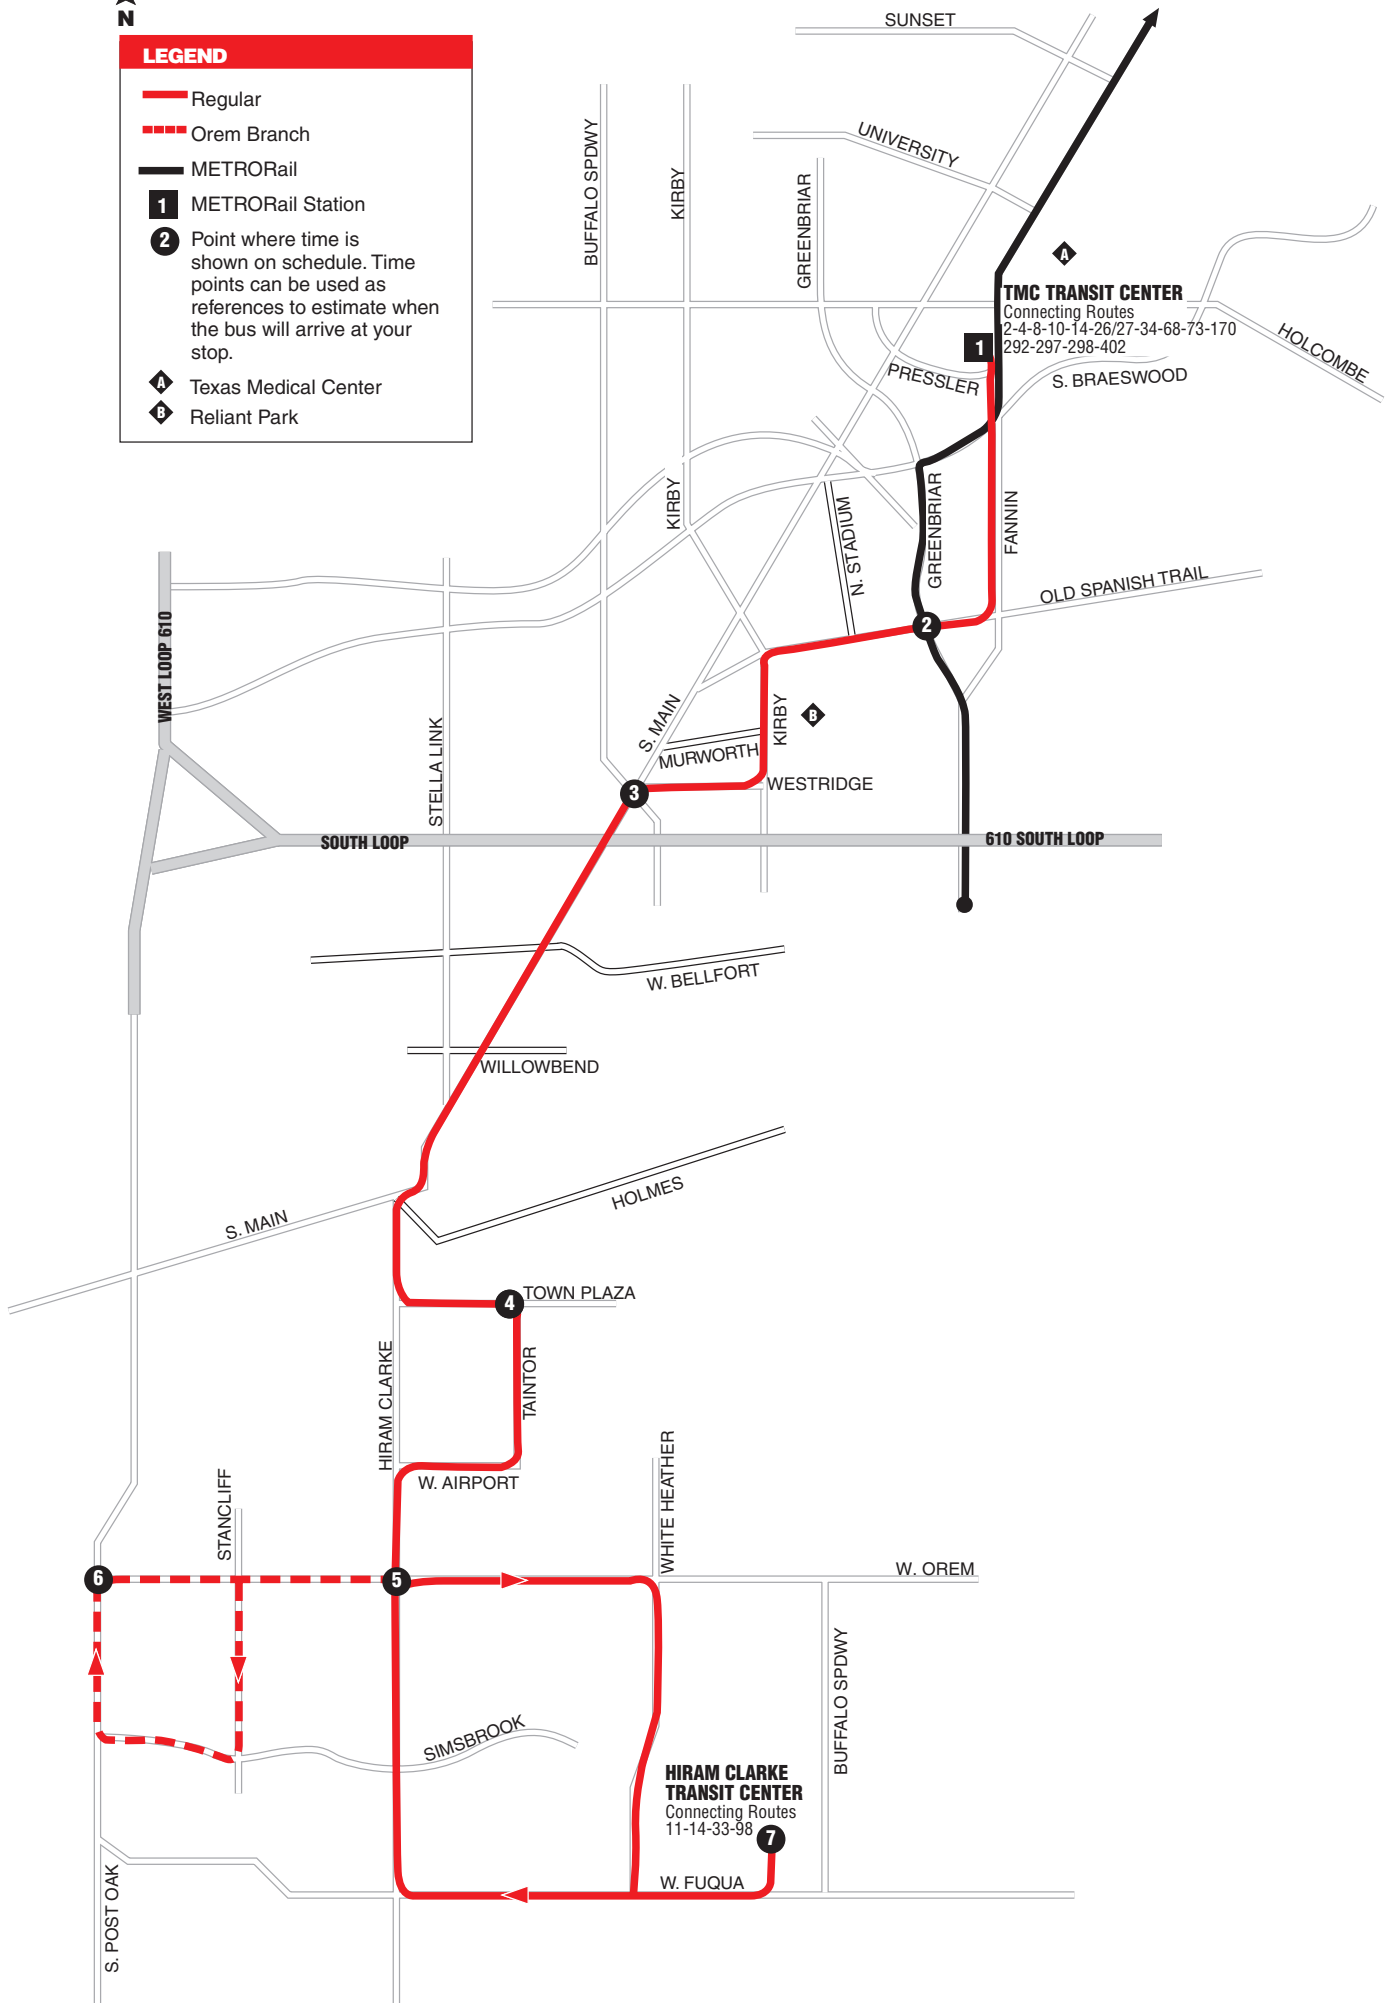 N
LEGEND
Regular
Orem Branch
METRORail
1 METRORail Station
2 Point where time is
shown on schedule. Time
points can be used as
references to estimate when
the bus will arrive at your
stop.
A Texas Medical Center
B Reliant Park
SUNSET
UNIVERSITY
BUFFALO SPDWY
KIRBY
GREENBRIAR
A
TMC TRANSIT CENTER
Connecting Routes
2-4-8-10-14-26/27-34-68-73-170
292-297-298-402
1
HOLCOMBE
PRESSLER
S. BRAESWOOD
KIRBY
N. STADIUM
GREENBRIAR
FANNIN
OLD SPANISH TRAIL
2
WEST LOOP 610
STELLA LINK
S. MAIN
MURWORTH
KIRBY
B
WESTRIDGE
3
SOUTH LOOP
610 SOUTH LOOP
W. BELLFORT
WILLOWBEND
HOLMES
S. MAIN
4
TOWN PLAZA
HIRAM CLARKE
TAINTOR
W. AIRPORT
WHITE HEATHER
STANCLIFF
6
5
W. OREM
BUFFALO SPDWY
SIMSBROOK
HIRAM CLARKE
TRANSIT CENTER
Connecting Routes
11-14-33-98
7
W. FUQUA
S. POST OAK